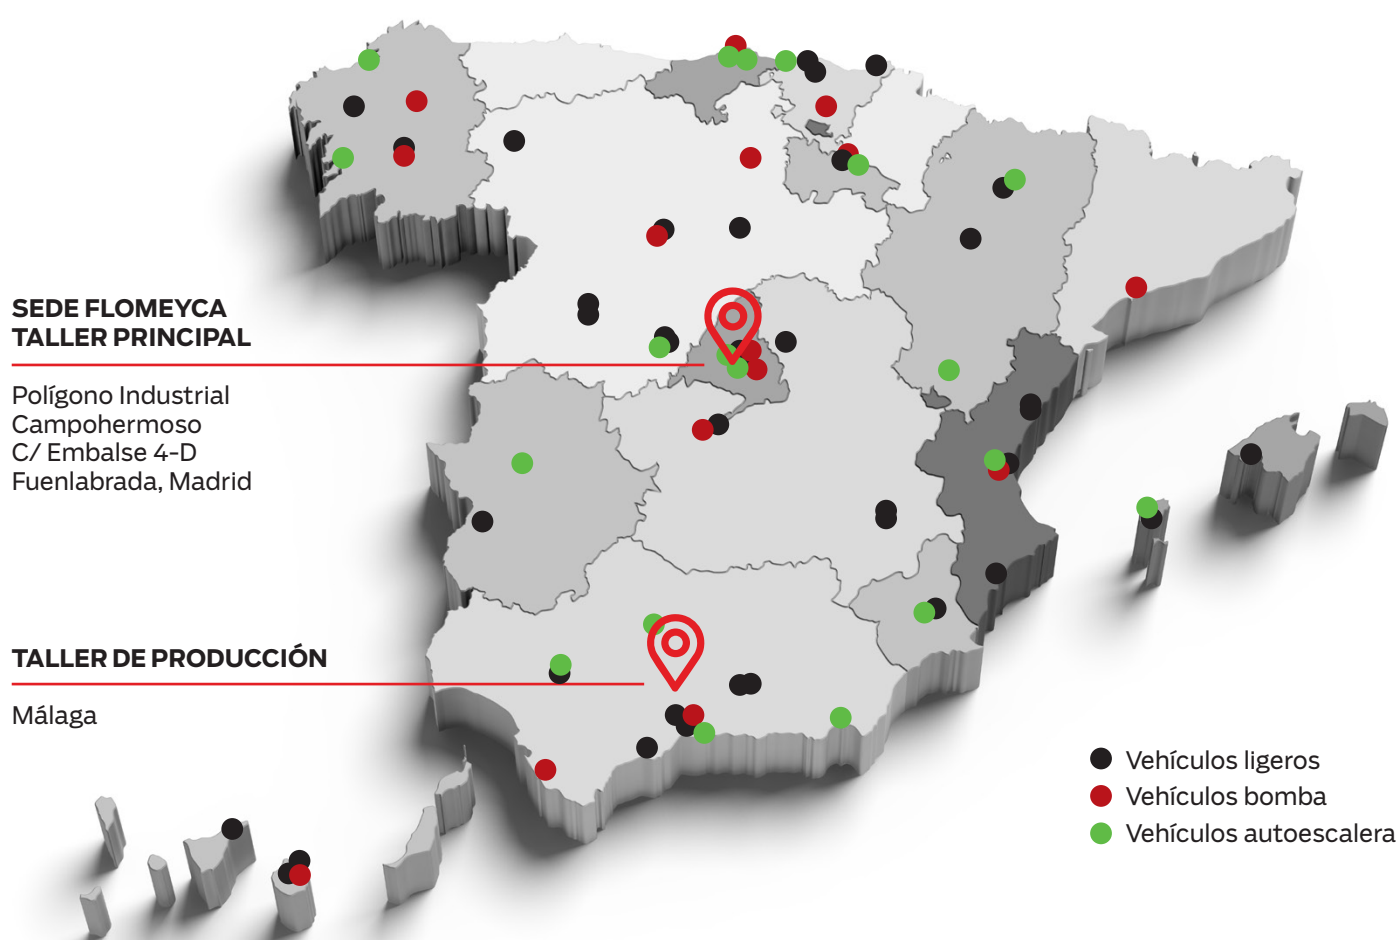 SEDE FLOMEYCA
TALLER PRINCIPAL
Polígono Industrial
Campohermoso
C/ Embalse 4-D
Fuenlabrada, Madrid
TALLER DE PRODUCCIÓN
Málaga
Vehículos ligeros
Vehículos bomba
Vehículos autoescalera